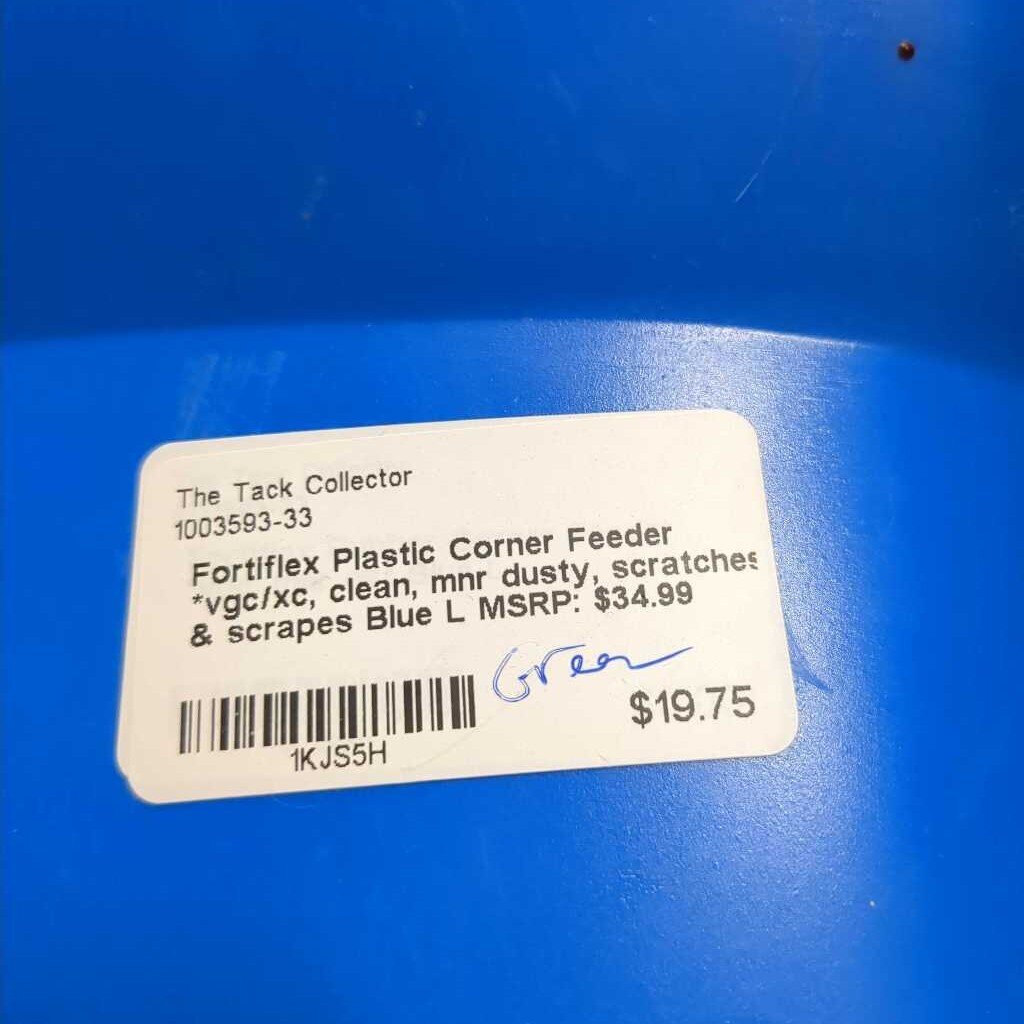 The Tack Collector
1003593-33
Fortiflex Plastic Corner Feeder
*vgc/xc, clean, mnr dusty, scratches
& scrapes Blue L MSRP: $34.99
Green
$19.75
1KJS5H